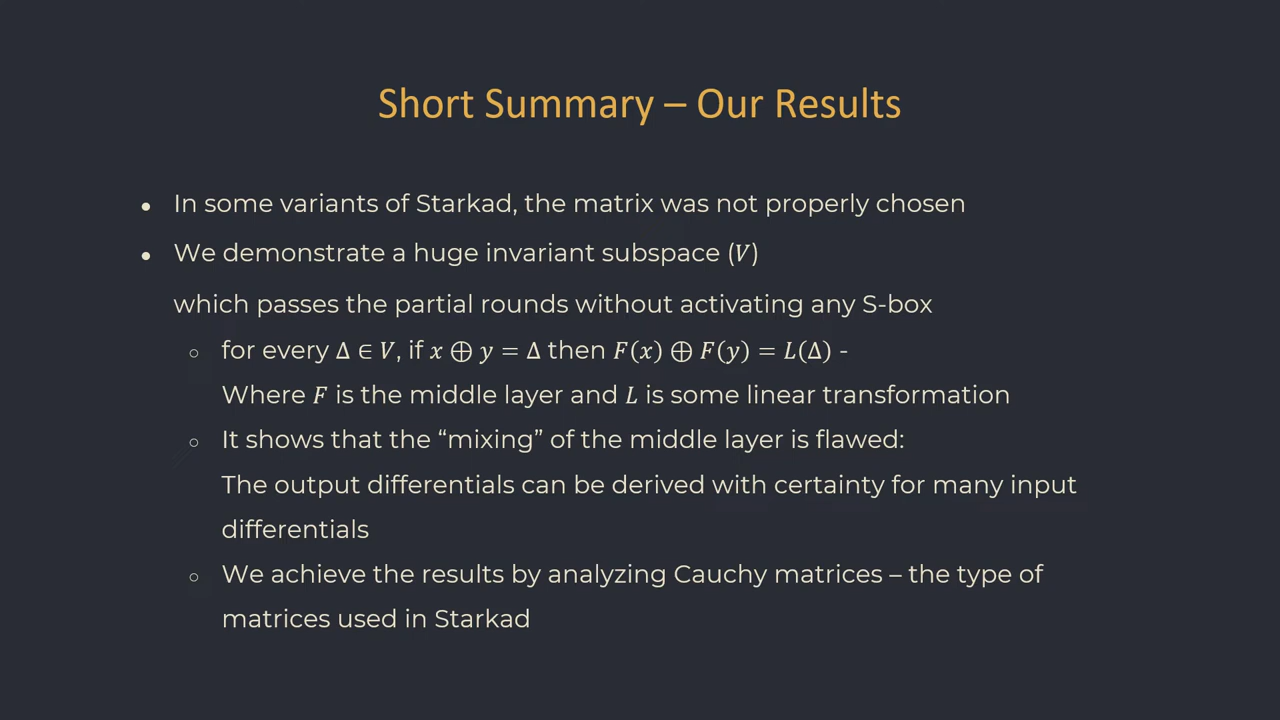 Short Summary – Our Results
● In some variants of Starkad, the matrix was not properly chosen
● We demonstrate a huge invariant subspace (𝑉)
which passes the partial rounds without activating any S-box
○ for every Δ ∈ 𝑉, if 𝑥 ⊕ 𝑦 = Δ then 𝐹(𝑥) ⊕ 𝐹(𝑦) = 𝐿(Δ) -
Where 𝐹 is the middle layer and 𝐿 is some linear transformation
○ It shows that the “mixing” of the middle layer is flawed:
The output differentials can be derived with certainty for many input
differentials
○ We achieve the results by analyzing Cauchy matrices – the type of
matrices used in Starkad